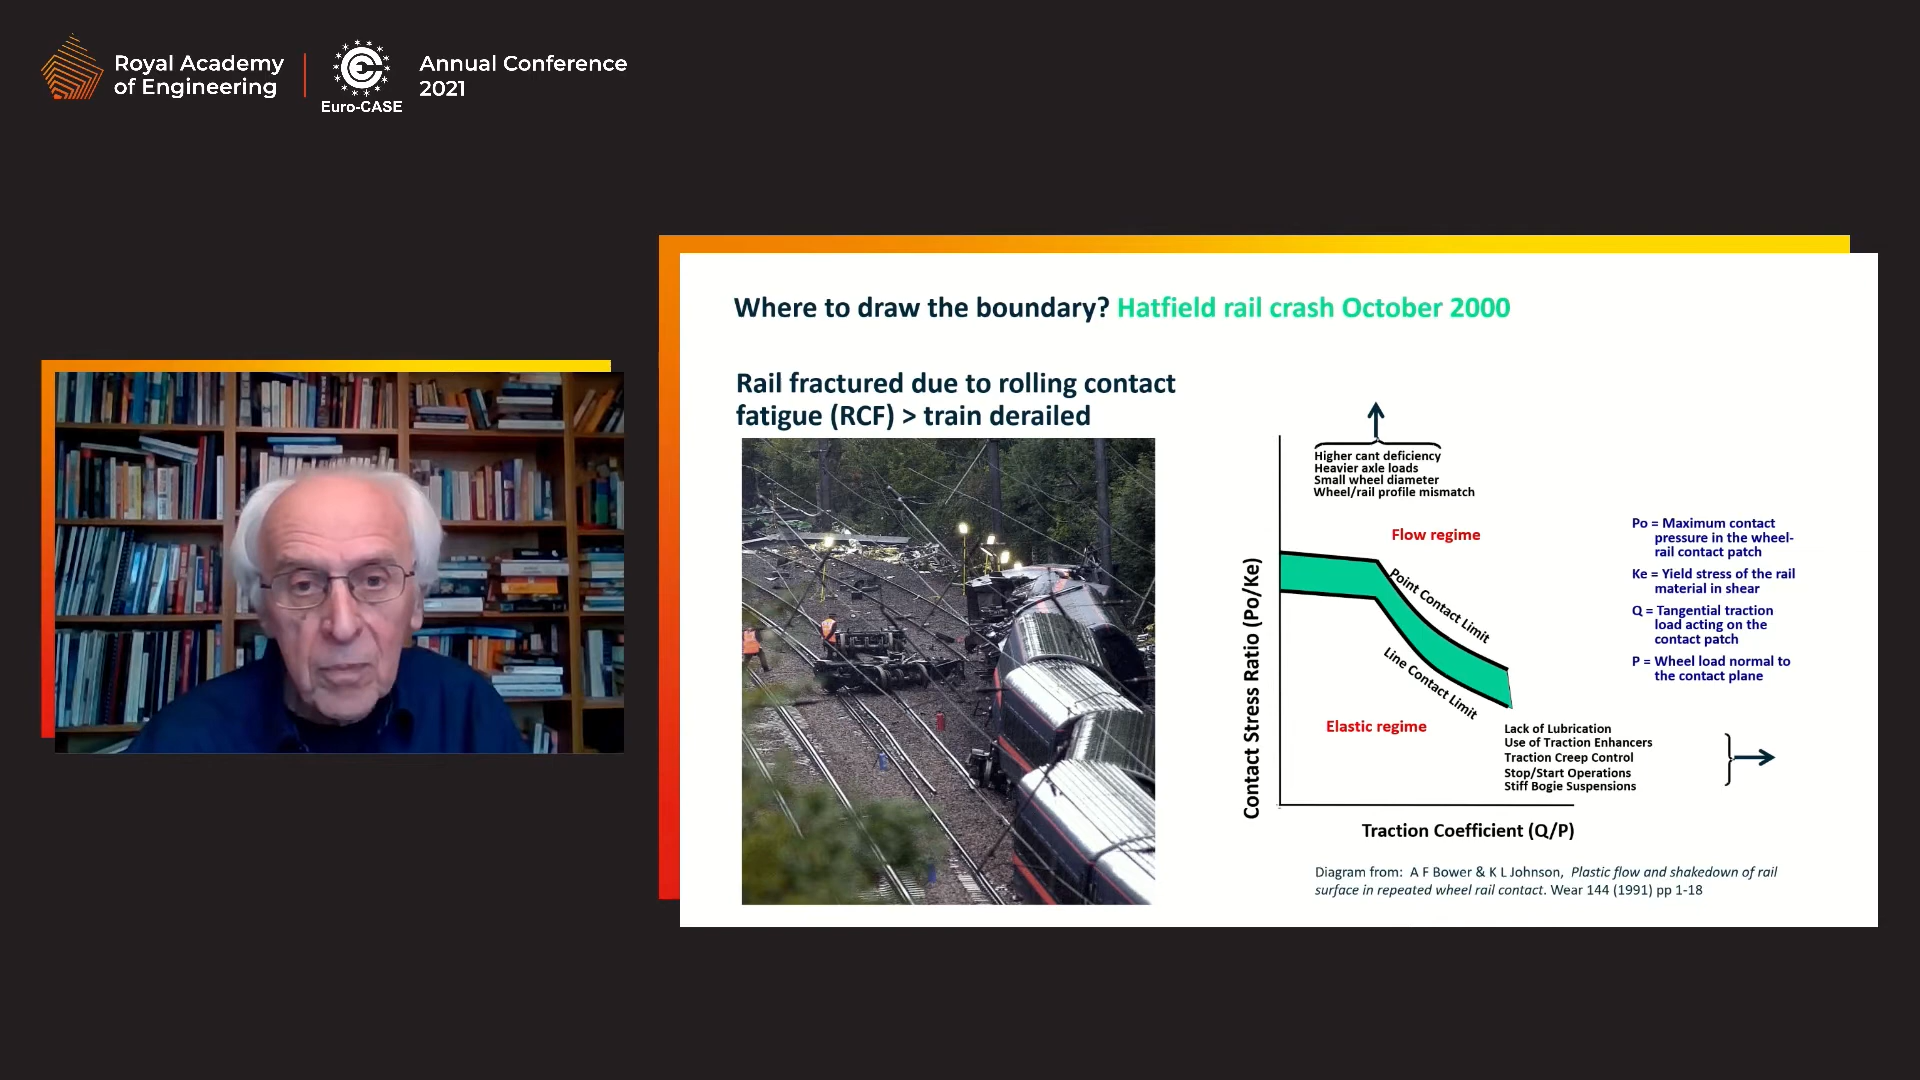 Royal Academy
of Engineering
Euro-CASE
Annual Conference
2021
Where to draw the boundary? Hatfield rail crash October 2000
Rail fractured due to rolling contact
fatigue (RCF) > train derailed
Higher cant deficiency
Heavier axle loads
Small wheel diameter
Wheel/rail profile mismatch
Flow regime
Point Contact Limit
Line Contact Limit
Elastic regime
Contact Stress Ratio (Po/Ke)
Lack of Lubrication
Use of Traction Enhancers
Traction Creep Control
Stop/Start Operations
Stiff Bogie Suspensions
Traction Coefficient (Q/P)
Po = Maximum contact
pressure in the wheel-
rail contact patch
Ke = Yield stress of the rail
material in shear
Q = Tangential traction
load acting on the
contact patch
P = Wheel load normal to
the contact plane
Diagram from: A F Bower & K L Johnson, Plastic flow and shakedown of rail
surface in repeated wheel rail contact. Wear 144 (1991) pp 1-18